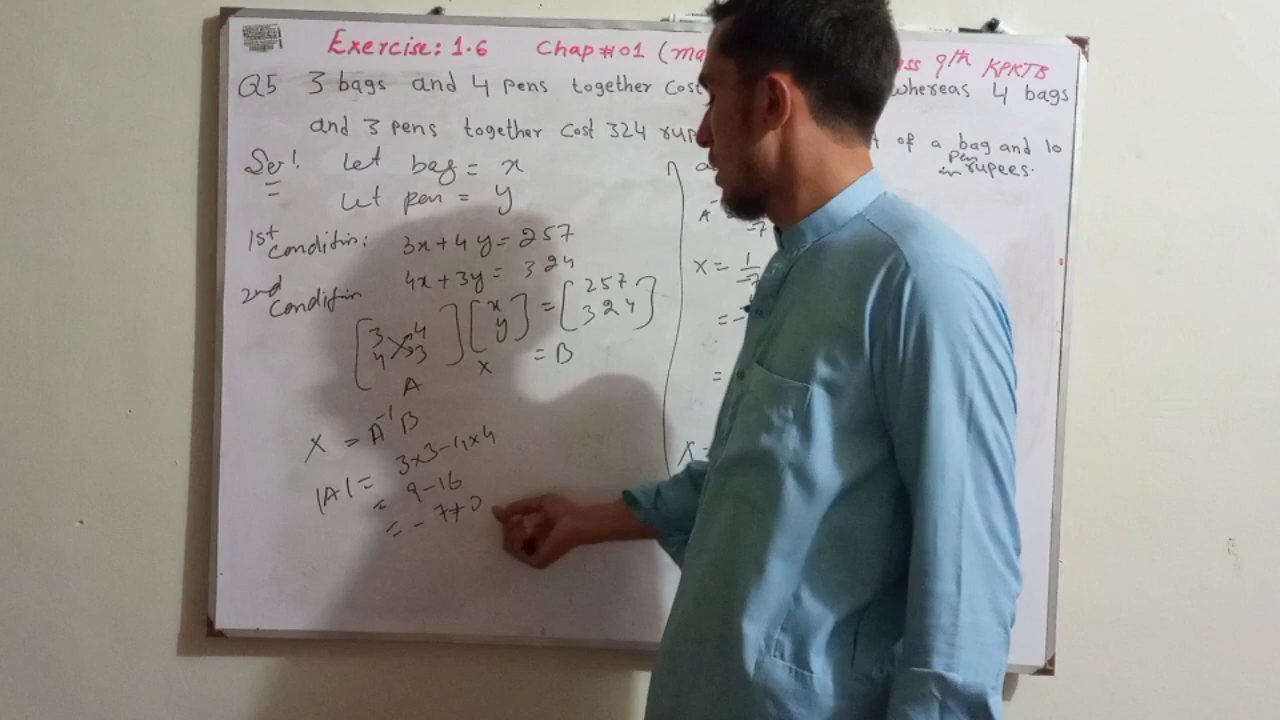 Exercise: 1.6 Chap#01 (ma ss 9th KPKTB
Q5 3 bags and 4 pens together cost whereas 4 bags
and 3 pens together cost 324 rup of a bag and 10
pen
in rupees.
Let bag = x
Let pen = y
1st condition: 3x+4y=257
2nd condition 4x+3y=324
[3 4 4 3] [x y] = [257 324]
A X = B
X = A⁻¹B
|A| = 3×3-4×4
= 9-16
= -7≠0
A⁻
-7
X = 1
-7
= -
=
X =